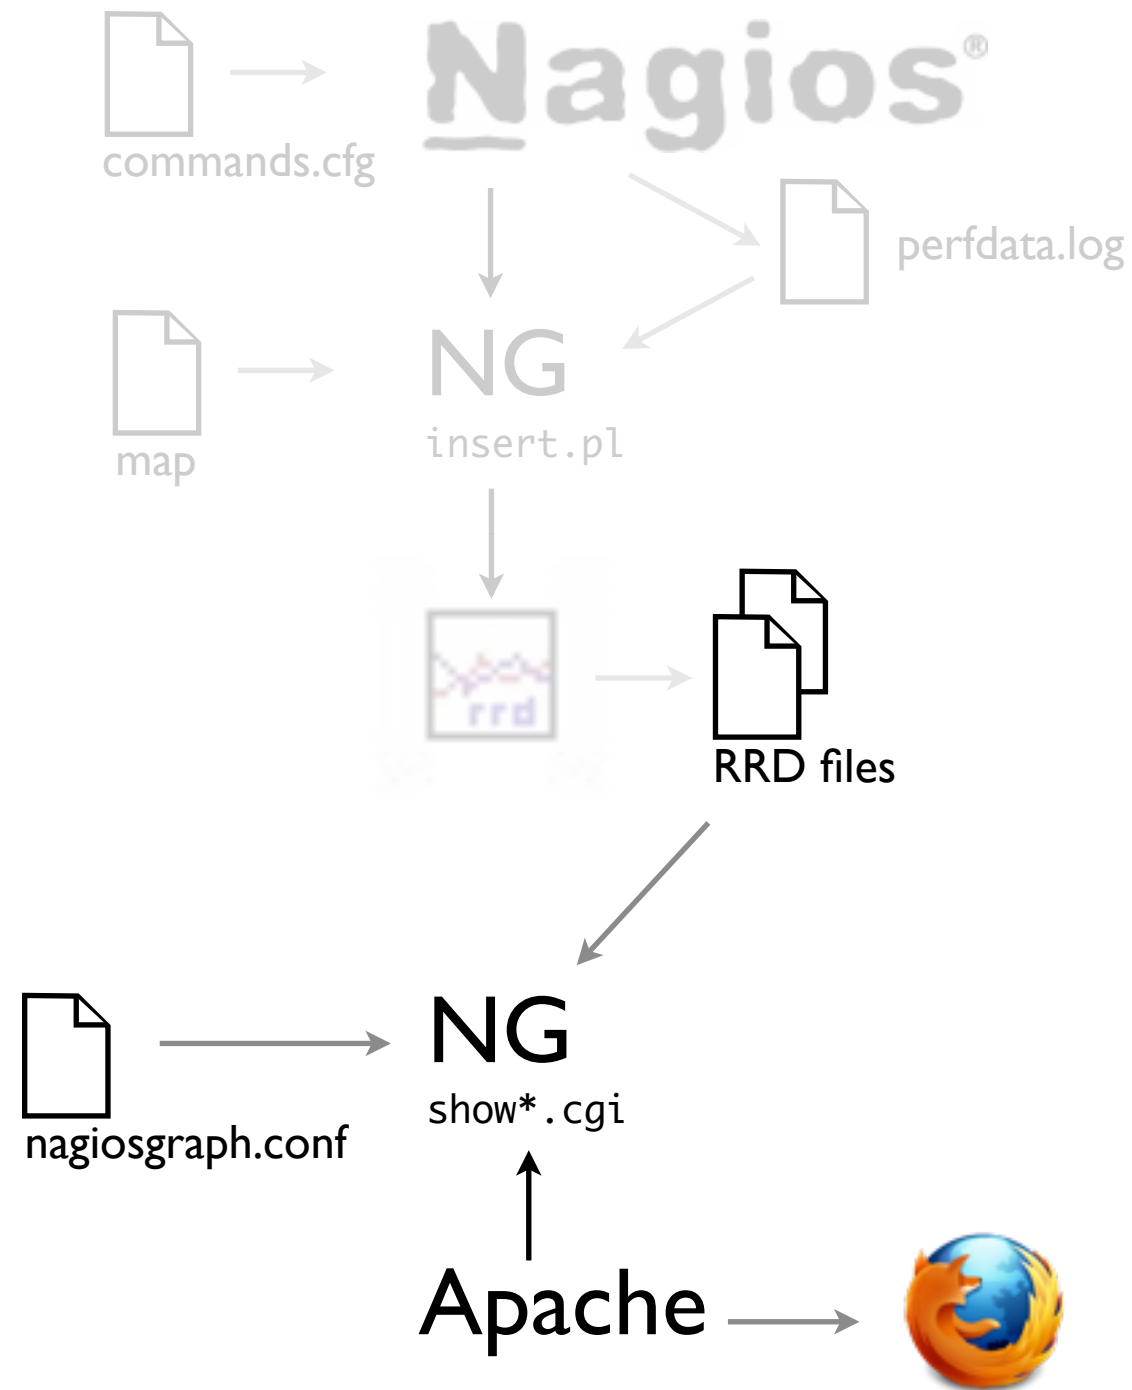 Nagios®
commands.cfg
perfdata.log
NG
insert.pl
map
rrd
RRD files
NG
show*.cgi
nagiosgraph.conf
Apache